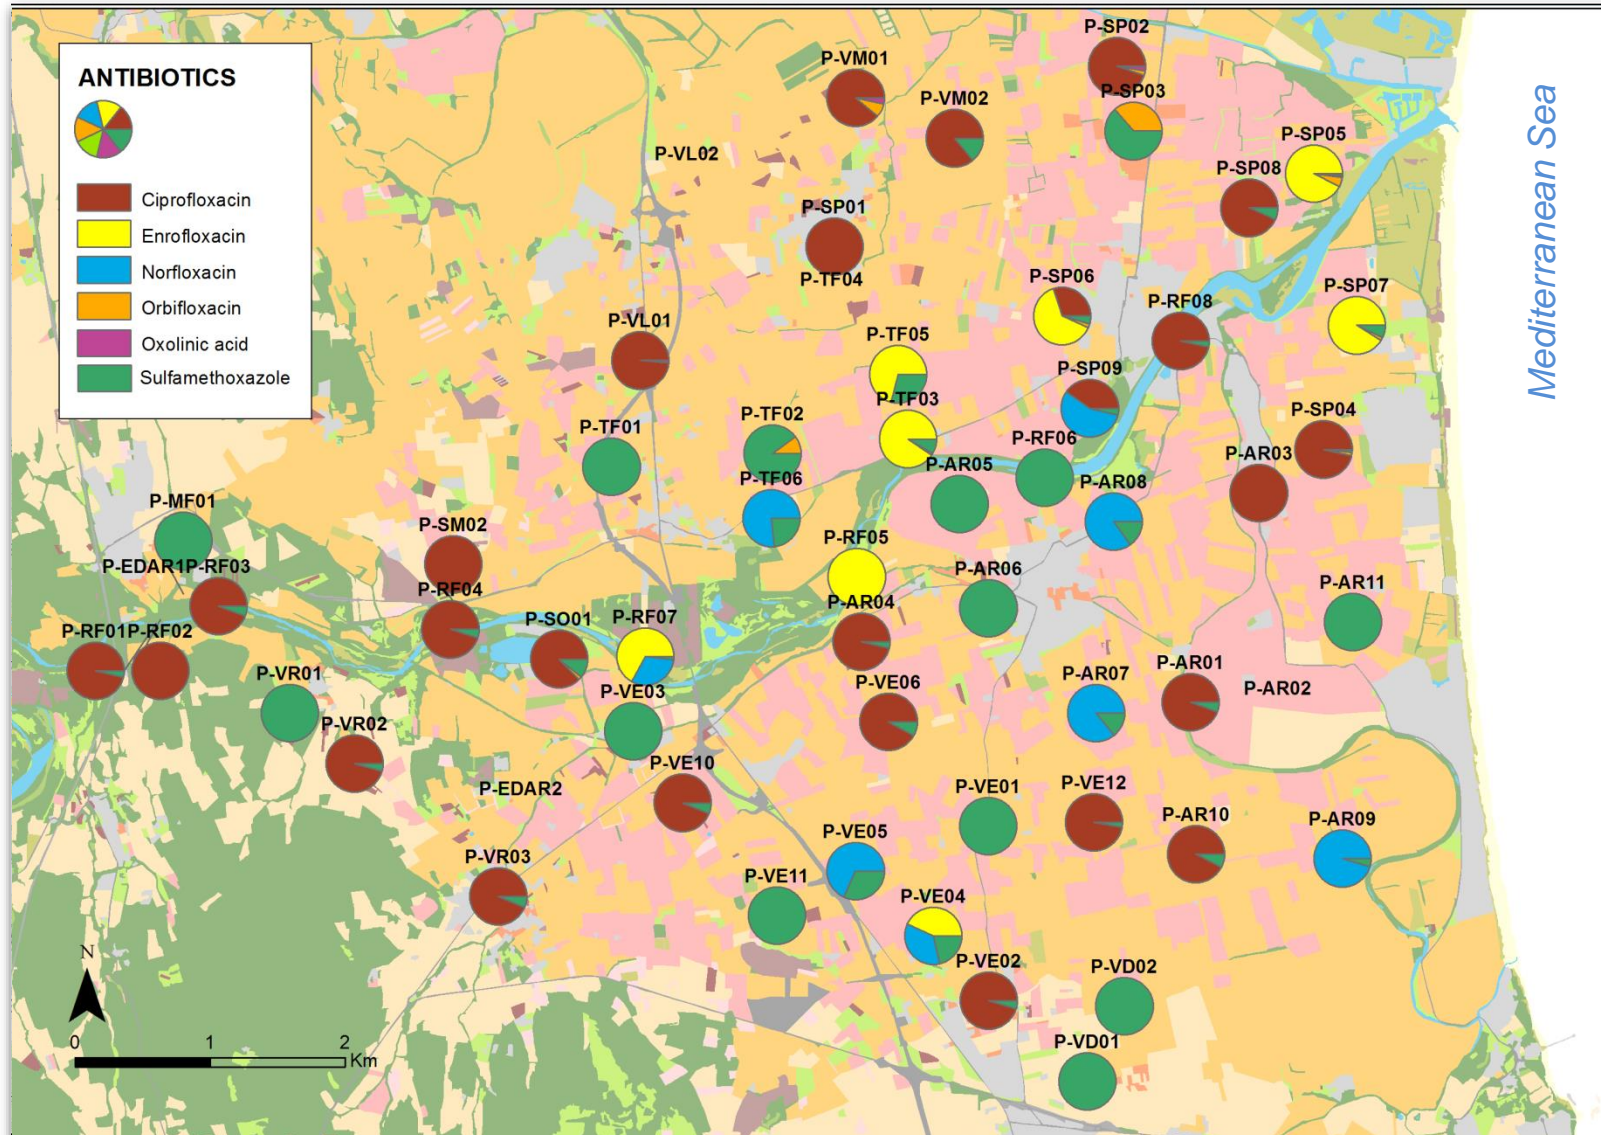 P-SP02
P-VM01
P-VM02
P-SP03
P-SP05
P-VL02
P-SP08
P-SP01
P-TF04
P-SP06
P-SP07
P-RF08
P-VL01
P-TF05
P-SP09
P-TF03
P-TF02
P-SP04
P-TF01
P-RF06
P-AR03
P-AR05
P-TF06
P-AR08
P-MF01
P-SM02
P-RF05
P-EDAR1P-RF03
P-AR06
P-AR11
P-RF04
P-AR04
P-SO01
P-RF07
P-RF01P-RF02
P-VR01
P-AR07
P-AR01
P-AR02
P-VE03
P-VE06
P-VR02
P-VE10
P-EDAR2
P-VE01
P-VE12
P-AR10
P-AR09
P-VE05
P-VR03
P-VE11
P-VE04
P-VE02
P-VD02
P-VD01
ANTIBIOTICS
Ciprofloxacin
Enrofloxacin
Norfloxacin
Orbifloxacin
Oxolinic acid
Sulfamethoxazole
Mediterranean Sea
N
0 1 2
Km